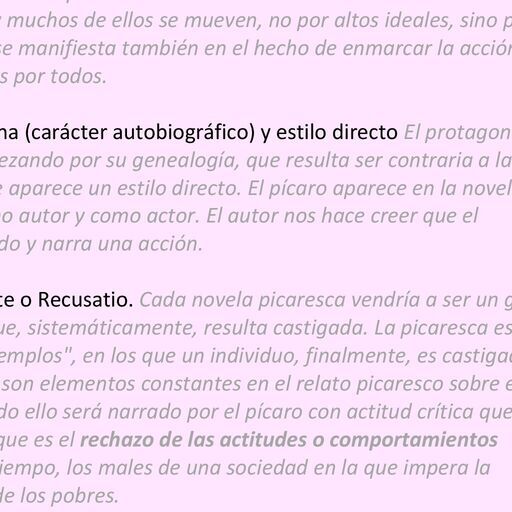 y muchos de ellos se mueven, no por altos ideales, sino p
se manifiesta también en el hecho de enmarcar la acción
s por todos.
na (carácter autobiográfico) y estilo directo El protagon
ezando por su genealogía, que resulta ser contraria a la
e aparece un estilo directo. El pícaro aparece en la novel
o autor y como actor. El autor nos hace creer que el
do y narra una acción.
te o Recusatio. Cada novela picaresca vendría a ser un g
ue, sistemáticamente, resulta castigada. La picaresca es
emplos", en los que un individuo, finalmente, es castiga
son elementos constantes en el relato picaresco sobre e
do ello será narrado por el pícaro con actitud crítica que
que es el rechazo de las actitudes o comportamientos
iempo, los males de una sociedad en la que impera la
de los pobres.